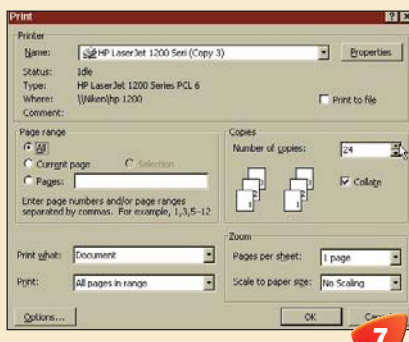 Print
Printer
Name: HP LaserJet 1200 Seri (Copy 3) Properties
Status: Idle
Type: HP LaserJet 1200 Series PCL 6
Where: \\Niken\hp 1200 Print to file
Comment:
Page range
All
Current page Selection
Pages:
Enter page numbers and/or page ranges
separated by commas. For example, 1,3,5-12
Copies
Number of copies: 24
Collate
Print what: Document
Print: All pages in range
Zoom
Pages per sheet: 1 page
Scale to paper size: No Scaling
Options... OK
7